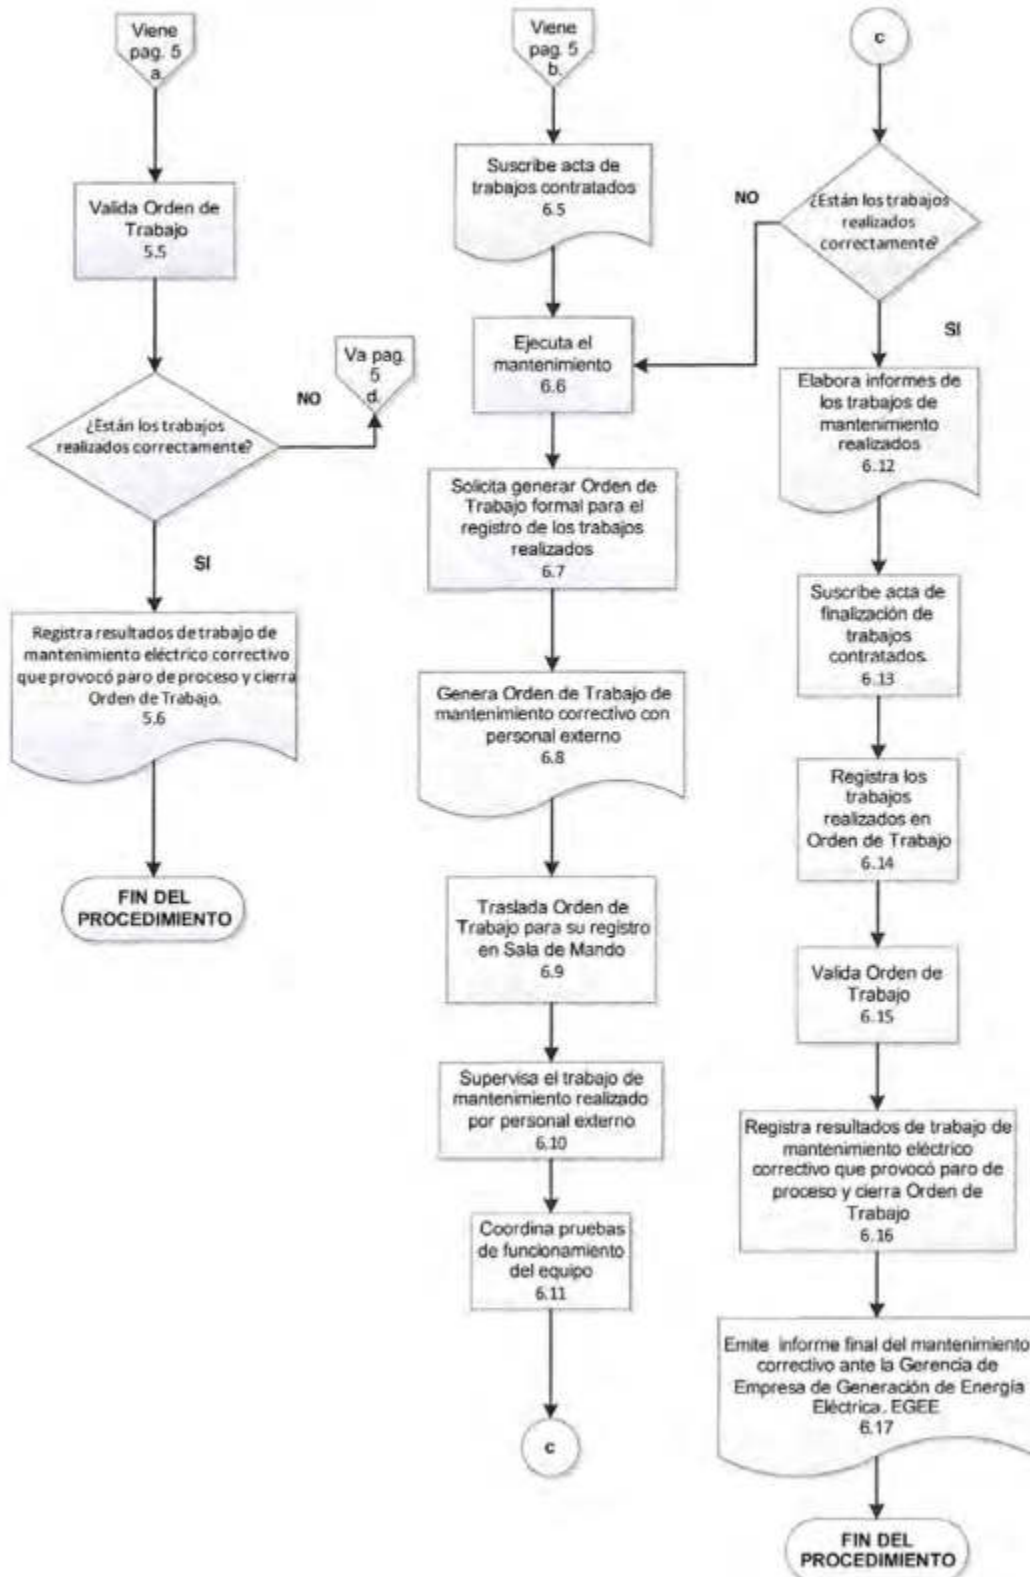 Viene
pag. 5
a.
Valida Orden de
Trabajo
5.5
¿Están los trabajos
realizados correctamente?
NO
Va pag.
5
d.
SI
Registra resultados de trabajo de
mantenimiento eléctrico correctivo
que provocó paro de proceso y cierra
Orden de Trabajo.
5.6
FIN DEL
PROCEDIMIENTO
Viene
pag. 5
b.
Suscribe acta de
trabajos contratados
6.5
Ejecuta el
mantenimiento
6.6
Solicita generar Orden de
Trabajo formal para el
registro de los trabajos
realizados
6.7
Genera Orden de Trabajo de
mantenimiento correctivo con
personal externo
6.8
Traslada Orden de
Trabajo para su registro
en Sala de Mando
6.9
Supervisa el trabajo de
mantenimiento realizado
por personal externo
6.10
Coordina pruebas
de funcionamiento
del equipo
6.11
c
c
¿Están los trabajos
realizados
correctamente?
NO
SI
Elabora informes de
los trabajos de
mantenimiento
realizados
6.12
Suscribe acta de
finalización de
trabajos
contratados.
6.13
Registra los
trabajos
realizados en
Orden de Trabajo
6.14
Valida Orden de
Trabajo
6.15
Registra resultados de trabajo de
mantenimiento eléctrico
correctivo que provocó paro de
proceso y cierra Orden de
Trabajo
6.16
Emite informe final del mantenimiento
correctivo ante la Gerencia de
Empresa de Generación de Energía
Eléctrica. EGEE
6.17
FIN DEL
PROCEDIMIENTO